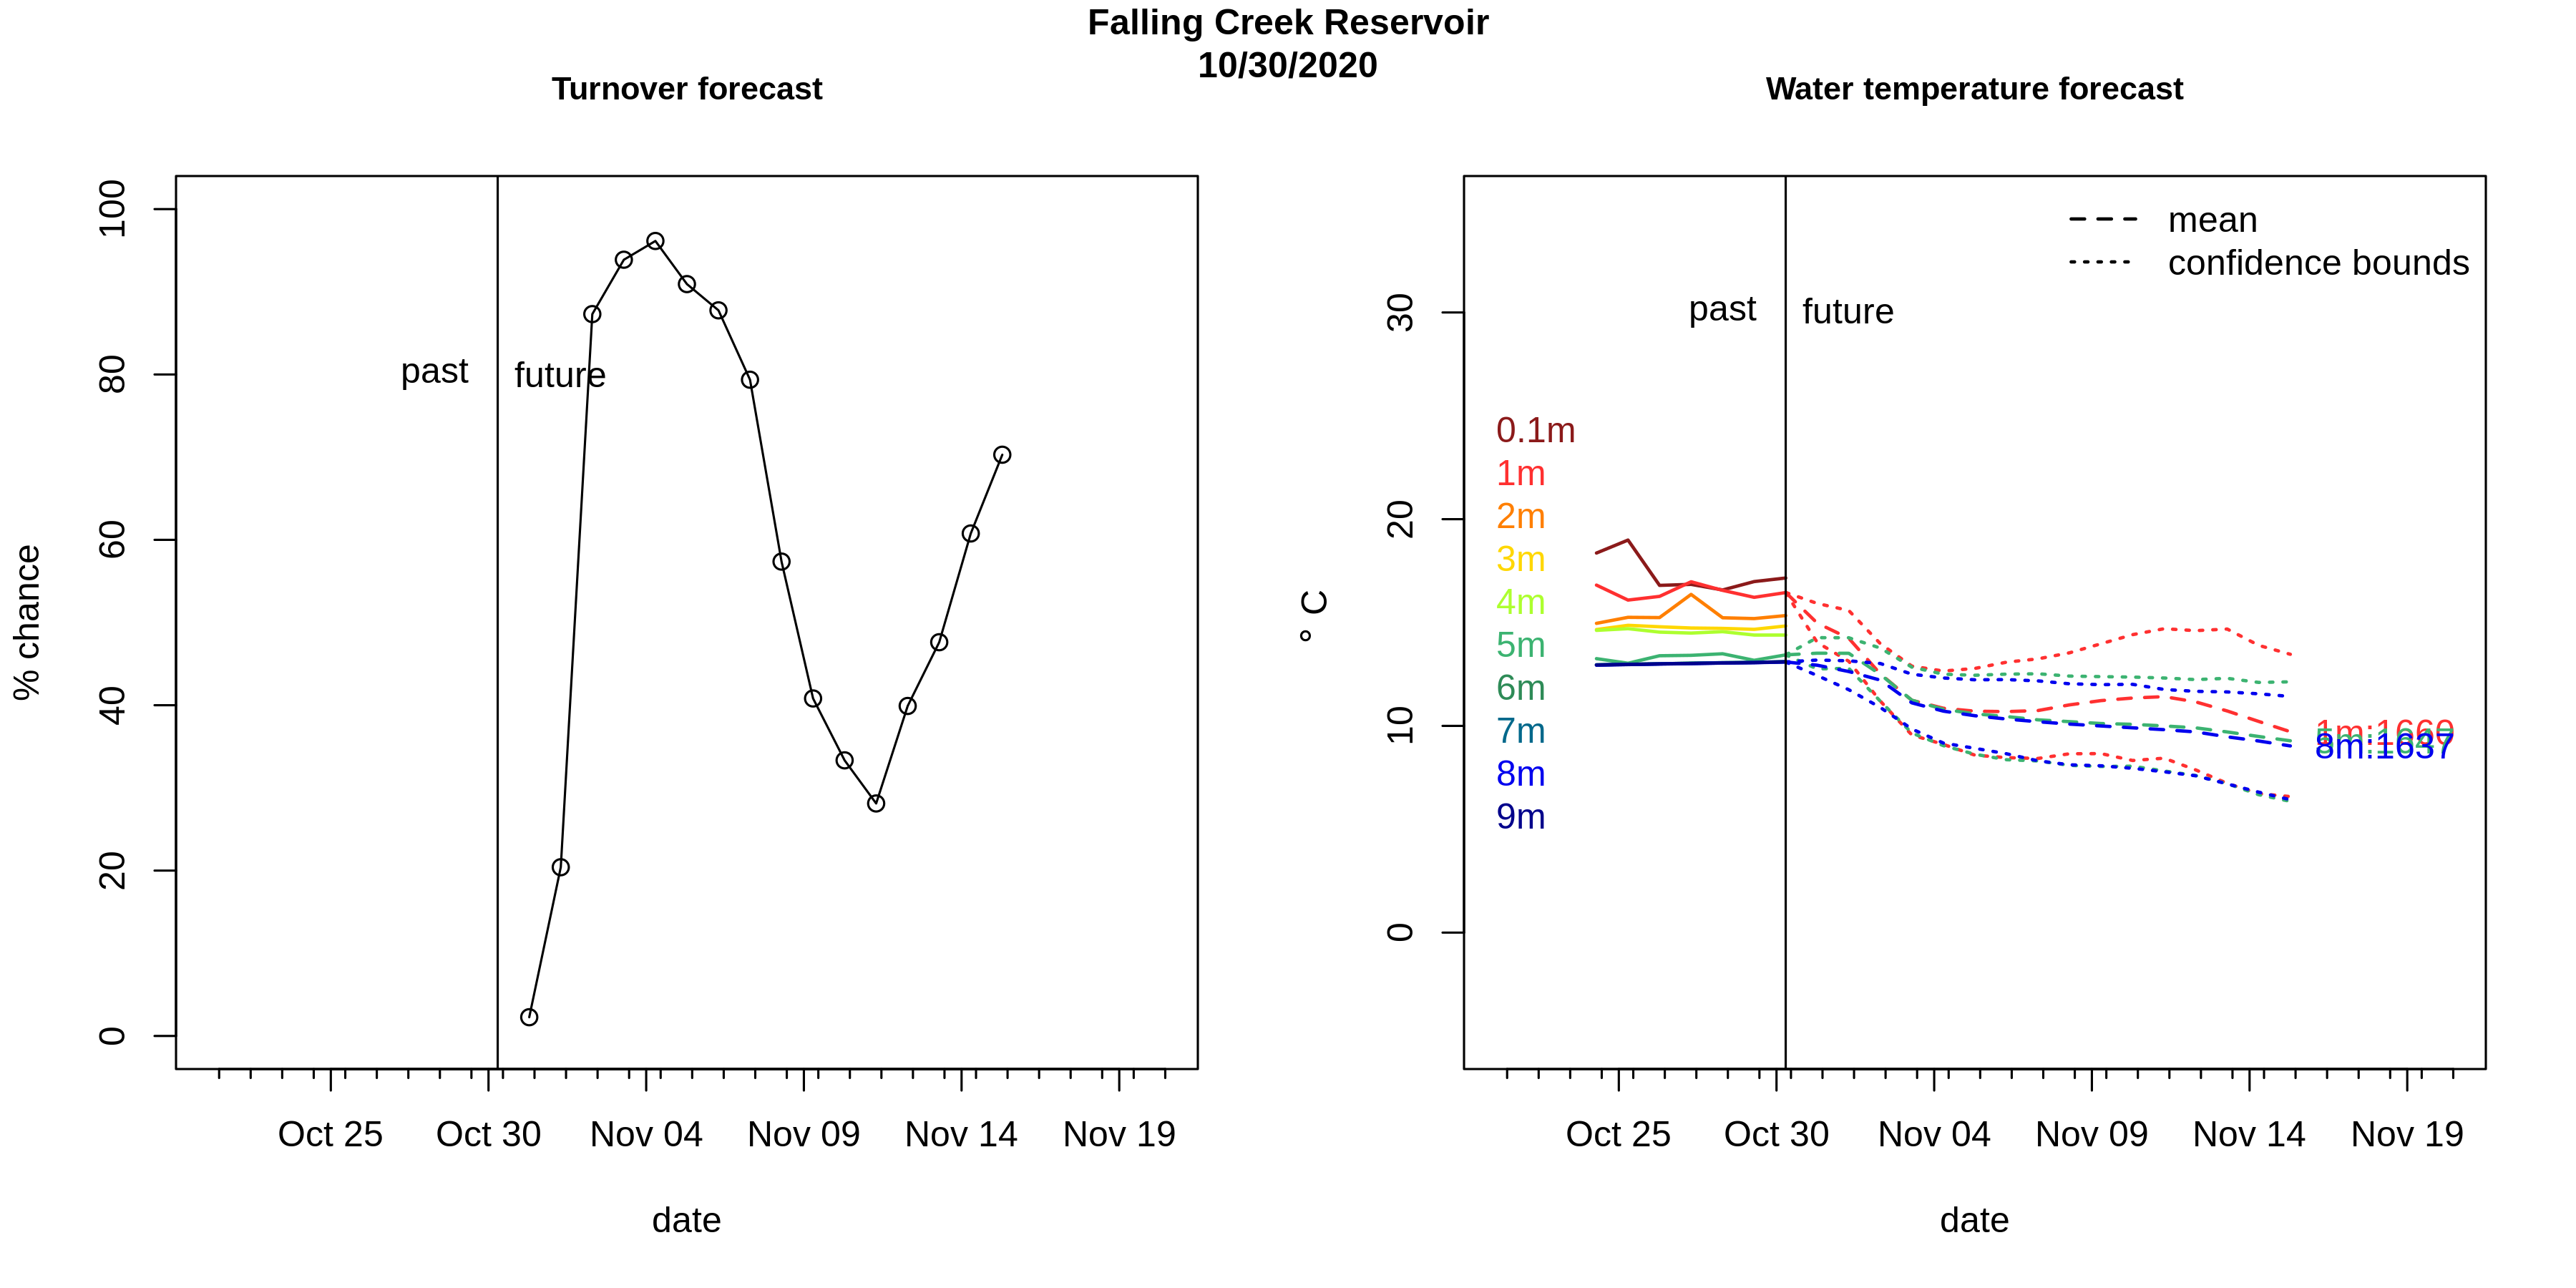 Falling Creek Reservoir
10/30/2020
Turnover forecast
% chance
100
80
60
40
20
0
past
future
Oct 25
Oct 30
Nov 04
Nov 09
Nov 14
Nov 19
date
Water temperature forecast
° C
30
20
10
0
mean
confidence bounds
past
future
0.1m
1m
2m
3m
4m
5m
6m
7m
8m
9m
8m:1637
Oct 25
Oct 30
Nov 04
Nov 09
Nov 14
Nov 19
date